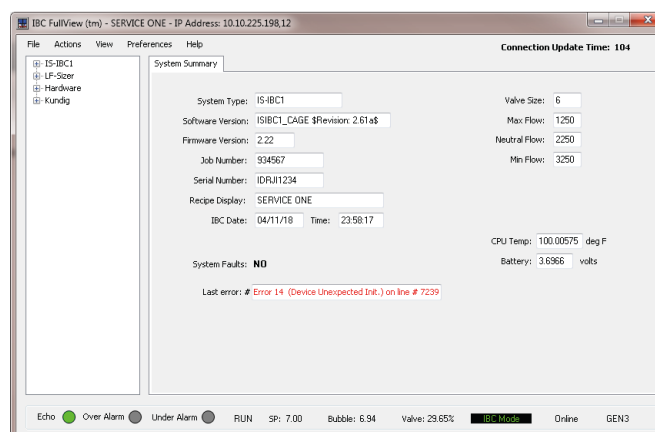 IBC FullView (tm) - SERVICE ONE - IP Address: 10.10.225.198,12
File Actions View Preferences Help
Connection Update Time: 104
IS-IBC1
LF-Sizer
Hardware
Kundig
System Summary
System Type: IS-IBC1
Valve Size: 6
Software Version: ISIBC1_CAGE $Revision: 2.61a$
Max Flow: 1250
Firmware Version: 2.22
Neutral Flow: 2250
Job Number: 934567
Min Flow: 3250
Serial Number: IDRJI1234
Recipe Display: SERVICE ONE
IBC Date: 04/11/18 Time: 23:58:17
CPU Temp: 100.00575 deg F
System Faults: NO
Battery: 3.6966 volts
Last error: # Error 14 (Device Unexpected Init.) on line # 7239
Echo Over Alarm Under Alarm RUN SP: 7.00 Bubble: 6.94 Valve: 29.65% IBC Mode Online GEN3